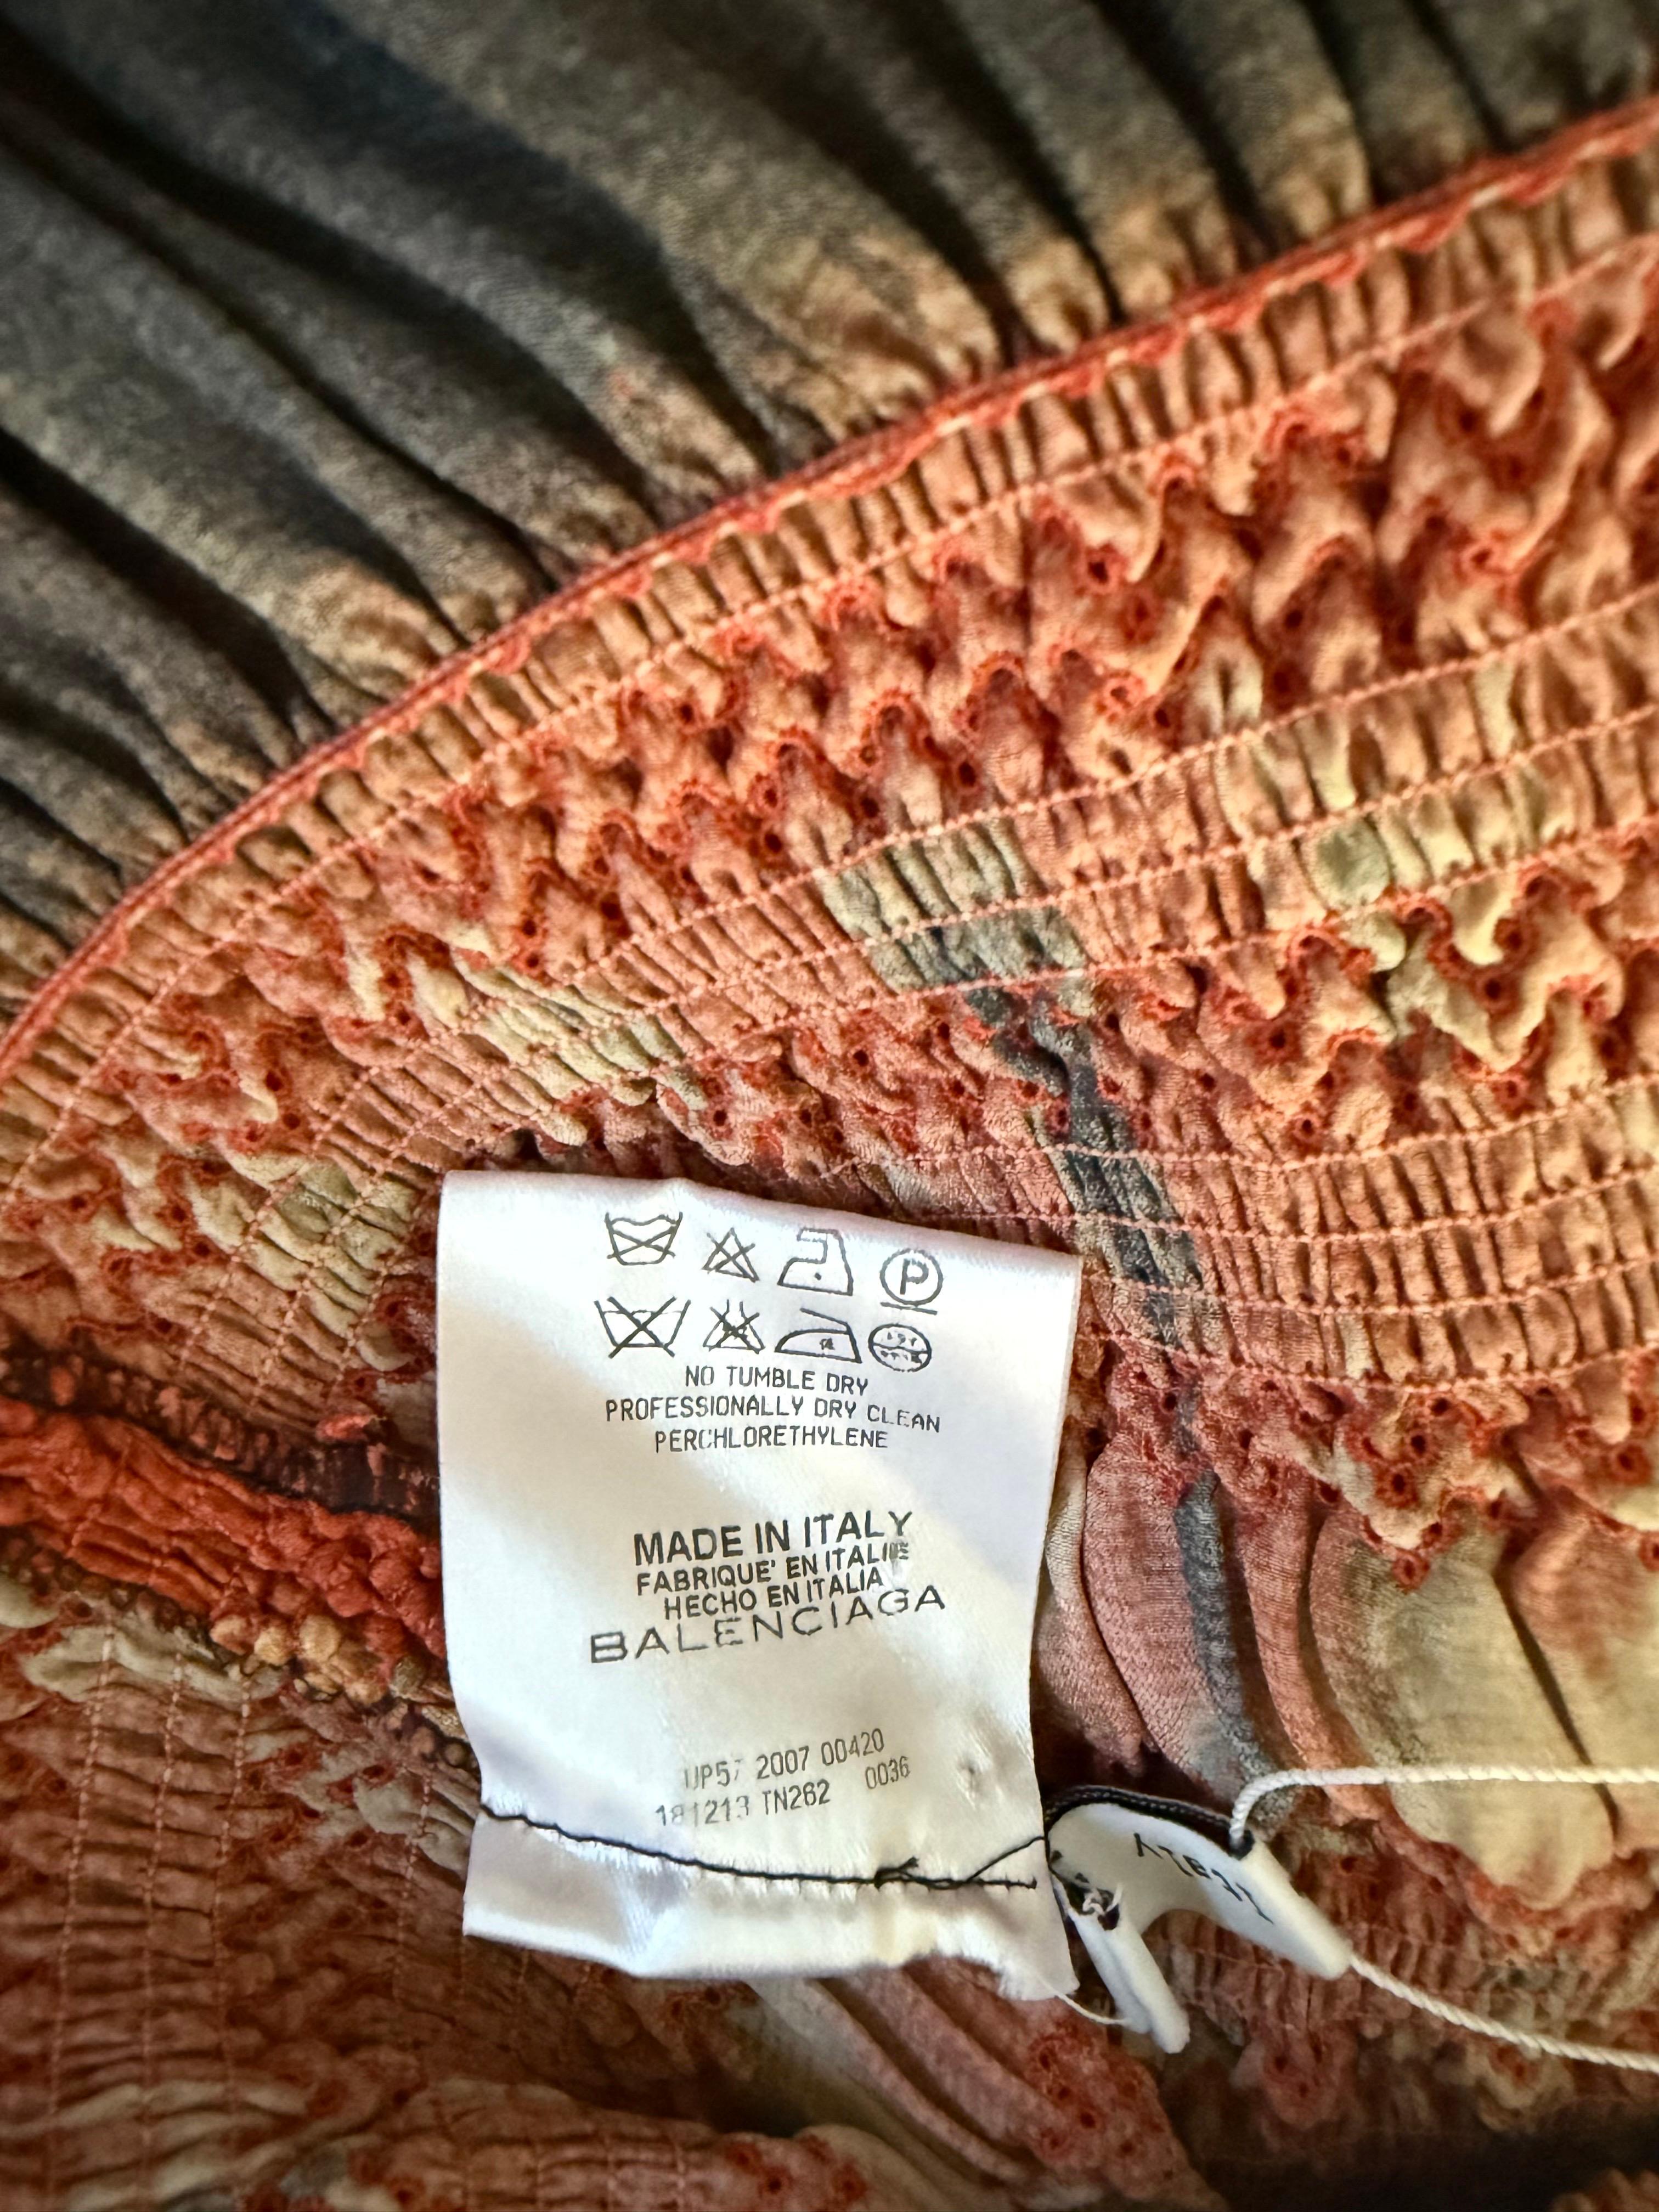 P
NO TUMBLE DRY
PROFESSIONALLY DRY CLEAN
PERCHLORETHYLENE
MADE IN ITALY
FABRIQUE' EN ITALIE
HECHO EN ITALIA
BALENCIAGA
UP57 2007 00420
181213 TN262 0036